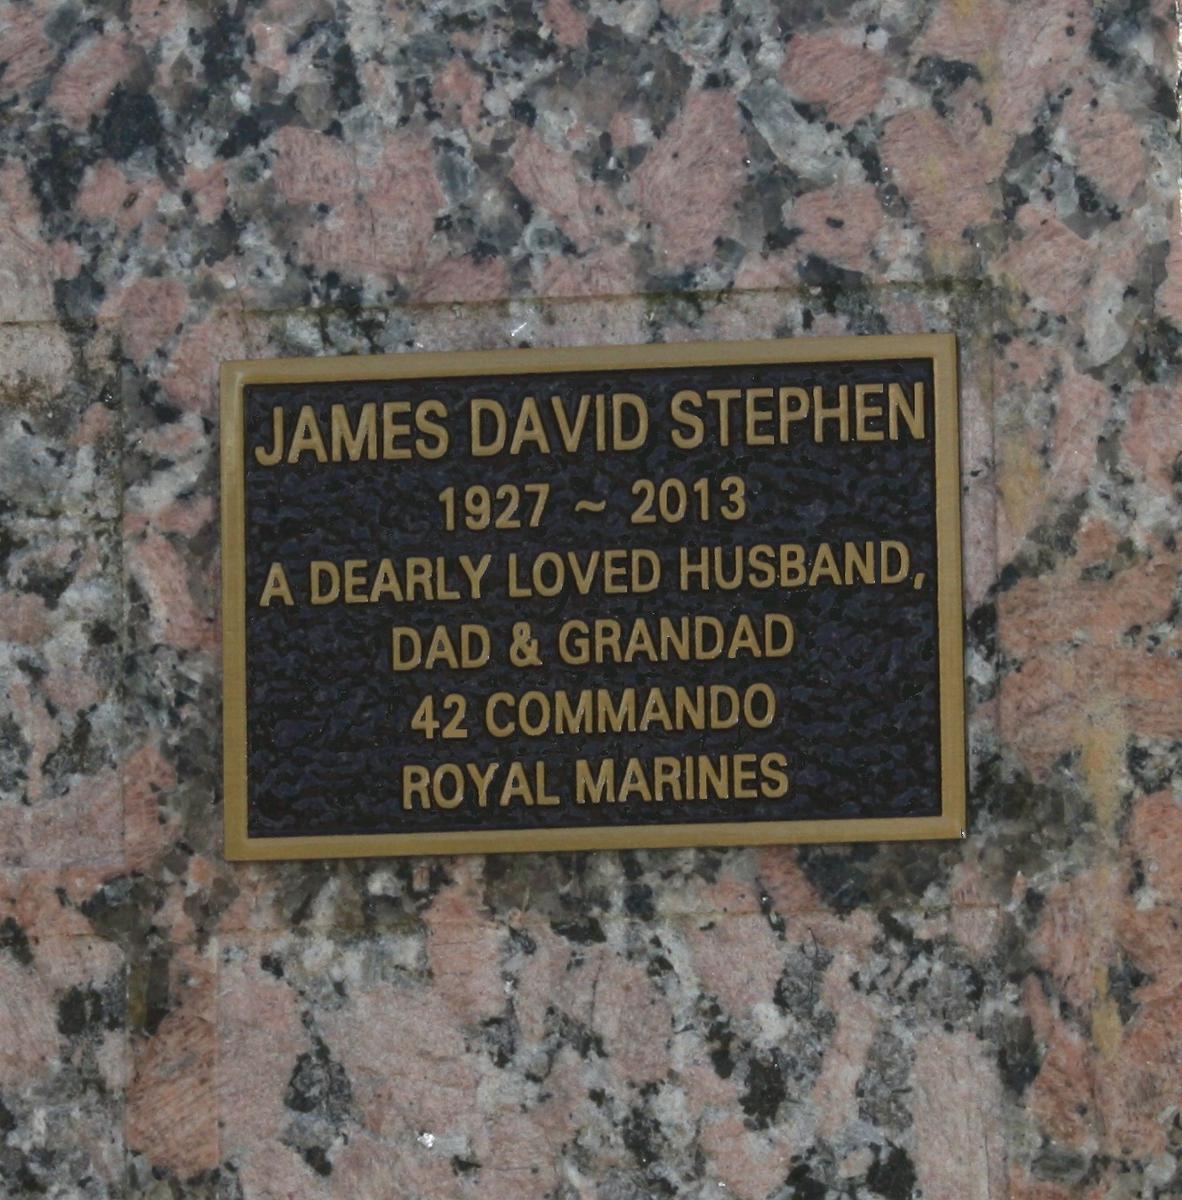 JAMES DAVID STEPHEN
1927 ~ 2013
A DEARLY LOVED HUSBAND,
DAD & GRANDAD
42 COMMANDO
ROYAL MARINES